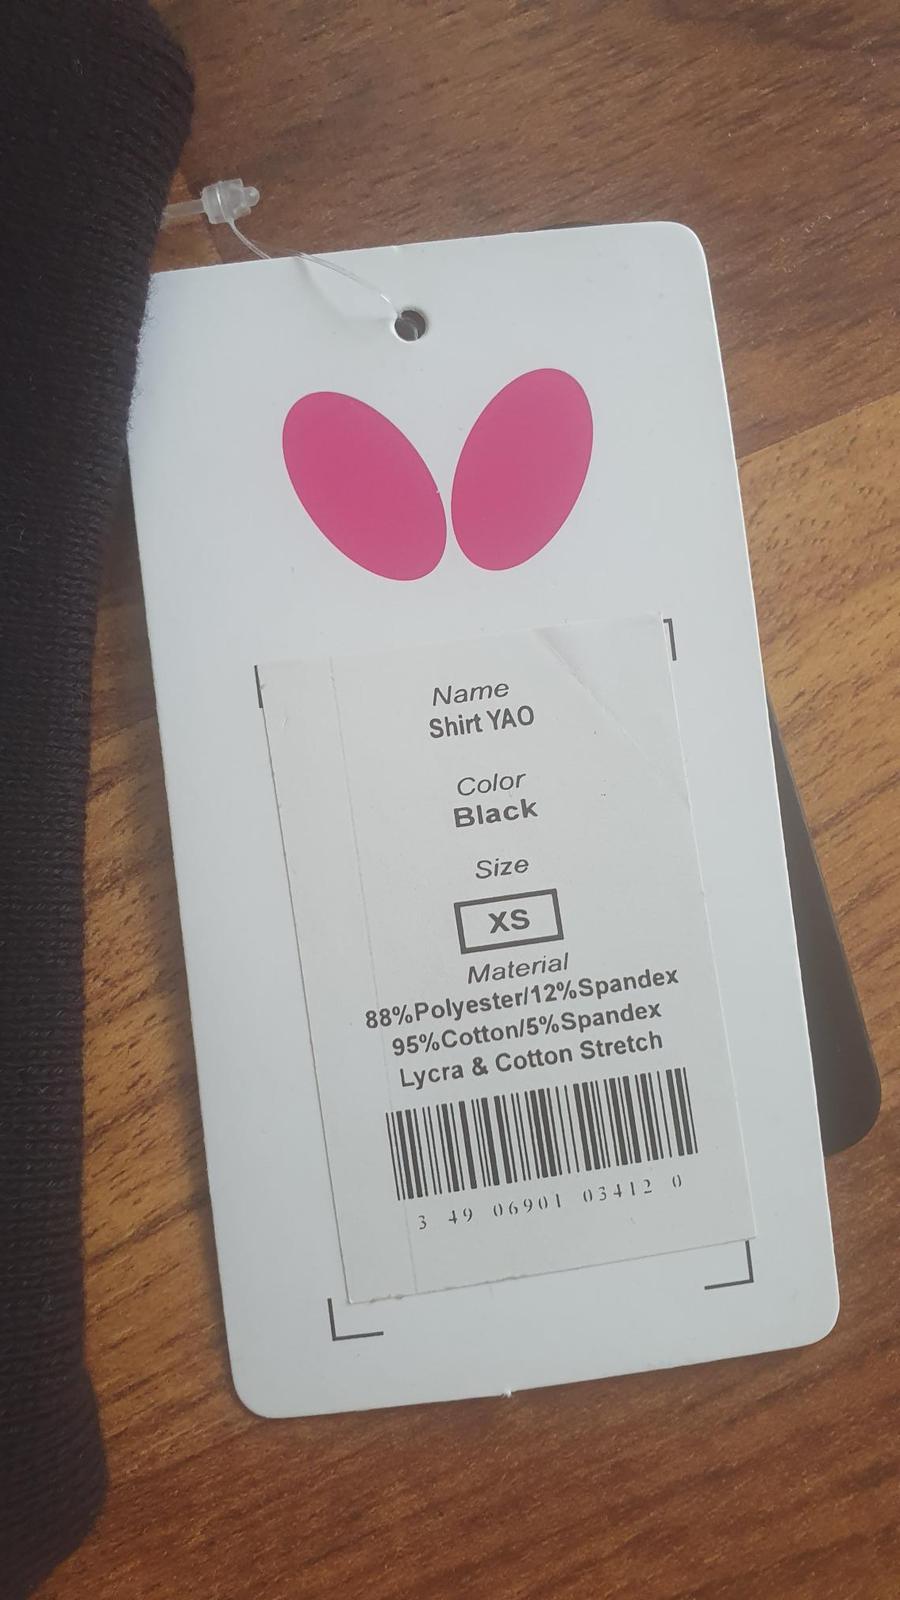 Name
Shirt YAO
Color
Black
Size
XS
Material
88%Polyester/12%Spandex
95%Cotton/5%Spandex
Lycra & Cotton Stretch
3 49 06901 03412 0